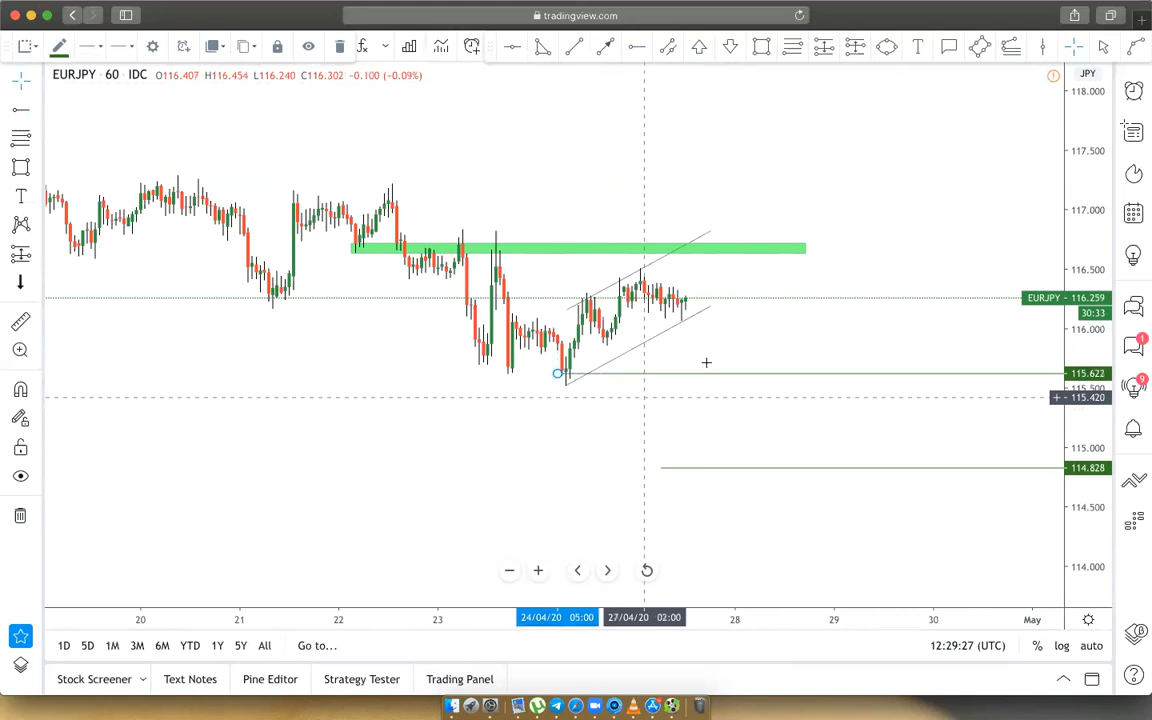 tradingview.com
EURJPY · 60 · IDC O116.407 H116.454 L116.240 C116.302 -0.100 (-0.09%)
JPY
118.000
117.500
117.000
116.500
EURJPY 116.259
30:33
116.000
115.622
115.500
115.420
115.000
114.828
114.500
114.000
20 21 22 23 24/04/20 05:00 27/04/20 02:00 28 29 30 May
1D 5D 1M 3M 6M YTD 1Y 5Y All Go to... 12:29:27 (UTC) % log auto
Stock Screener Text Notes Pine Editor Strategy Tester Trading Panel
1
9